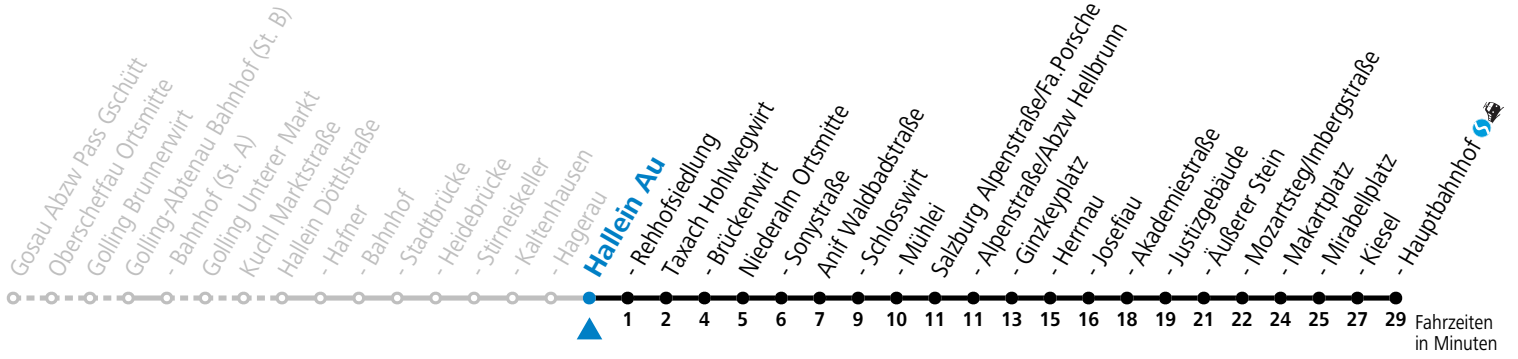 Gosau Abzw Pass Gschütt
Oberscheffau Ortsmitte
Golling Brunnenwirt
Golling-Abtenau Bahnhof (St. B)
- Bahnhof (St. A)
Golling Unterer Markt
Kuchl Marktstraße
Hallein Döttlstraße
- Hafner
- Bahnhof
- Stadtbrücke
- Heidebrücke
- Stirneiskeller
- Kaltenhausen
- Hagerau
Hallein Au
- Rehhofsiedlung
Taxach Hohlwegwirt
- Brückenwirt
Niederalm Ortsmitte
- Sonystraße
Anif Waldbadstraße
- Schlosswirt
- Mühlei
Salzburg Alpenstraße/Fa.Porsche
- Alpenstraße/Abzw Hellbrunn
- Ginzkeyplatz
- Herrnau
- Josefiau
- Akademiestraße
- Justizgebäude
- Äußerer Stein
- Mozartsteg/Imbergstraße
- Makartplatz
- Mirabellplatz
- Kiesel
- Hauptbahnhof
1 2 4 5 6 7 9 10 11 11 13 15 16 18 19 21 22 24 25 27 29 Fahrzeiten
in Minuten